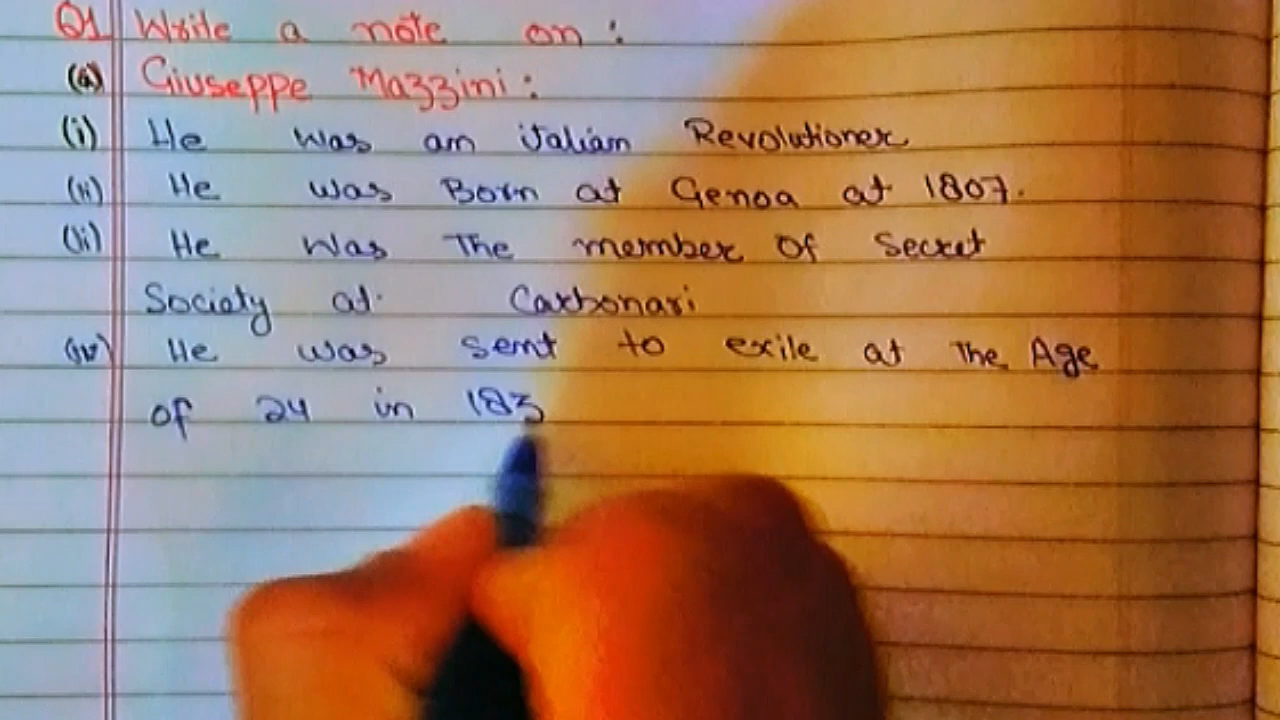 Q1 Write a note on :
(a) Giuseppe Mazzini :
(i) He was an italian Revolutioner
(ii) He was Born at Genoa at 1807.
(iii) He was The member Of Secret
Society at Carbonari
(iv) He was sent to exile at The Age
of 24 in 183